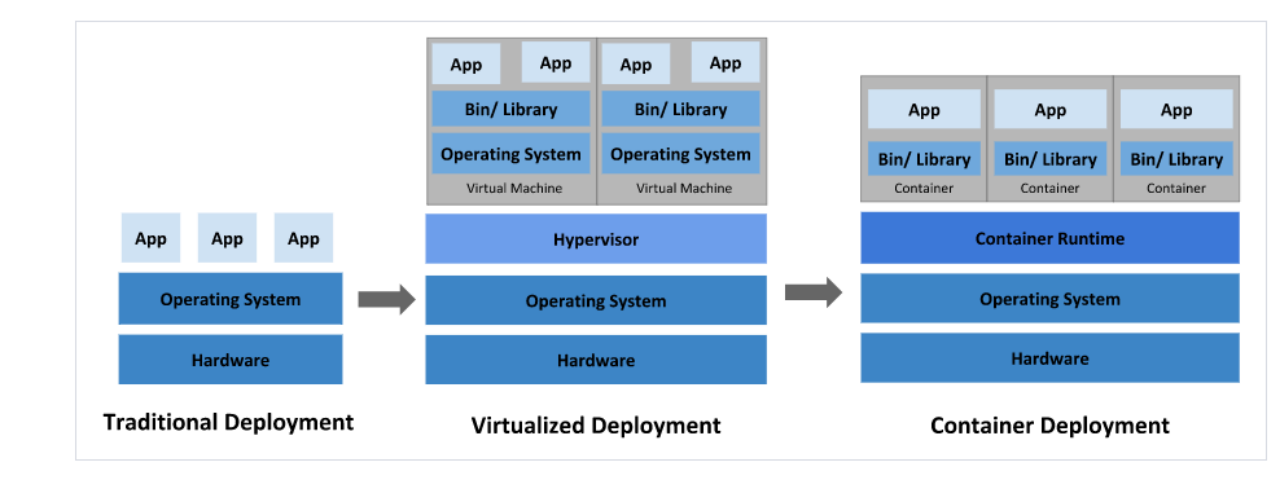 App
App
App
Operating System
Hardware
Traditional Deployment
App
App
Bin/ Library
Operating System
Virtual Machine
App
App
Bin/ Library
Operating System
Virtual Machine
Hypervisor
Operating System
Hardware
Virtualized Deployment
App
Bin/ Library
Container
App
Bin/ Library
Container
App
Bin/ Library
Container
Container Runtime
Operating System
Hardware
Container Deployment